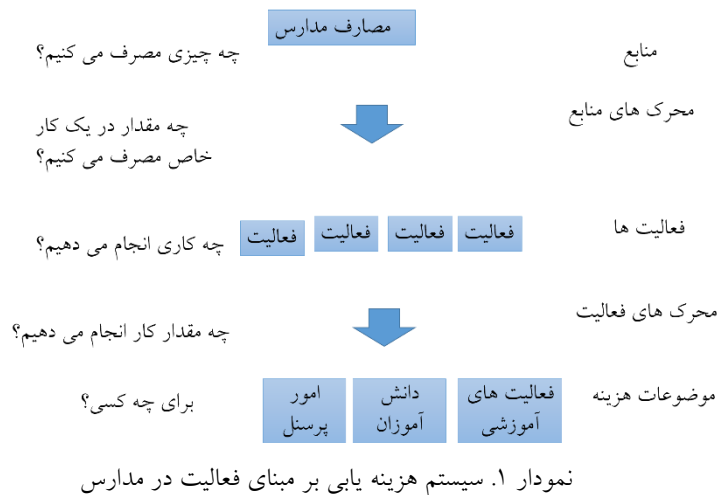 منابع
مصارف مدارس
چه چیزی مصرف می کنیم؟
محرک های منابع
چه مقدار در یک کار
خاص مصرف می کنیم؟
فعالیت ها
فعالیت
فعالیت
فعالیت
فعالیت
چه کاری انجام می دهیم؟
محرک های فعالیت
چه مقدار کار انجام می دهیم؟
موضوعات هزینه
فعالیت های
آموزشی
دانش
آموزان
امور
پرسنل
برای چه کسی؟
نمودار ۱. سیستم هزینه یابی بر مبنای فعالیت در مدارس